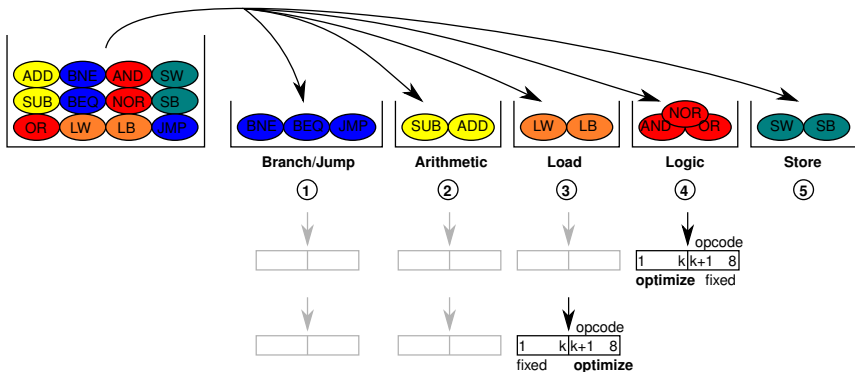 ADD BNE AND SW
SUB BEQ NOR SB
OR LW LB JMP
BNE BEQ JMP
SUB ADD
LW LB
NOR
AND OR
SW SB
Branch/Jump Arithmetic Load Logic Store
1 2 3 4 5
opcode
1 k k+1 8
optimize fixed
opcode
1 k k+1 8
fixed optimize